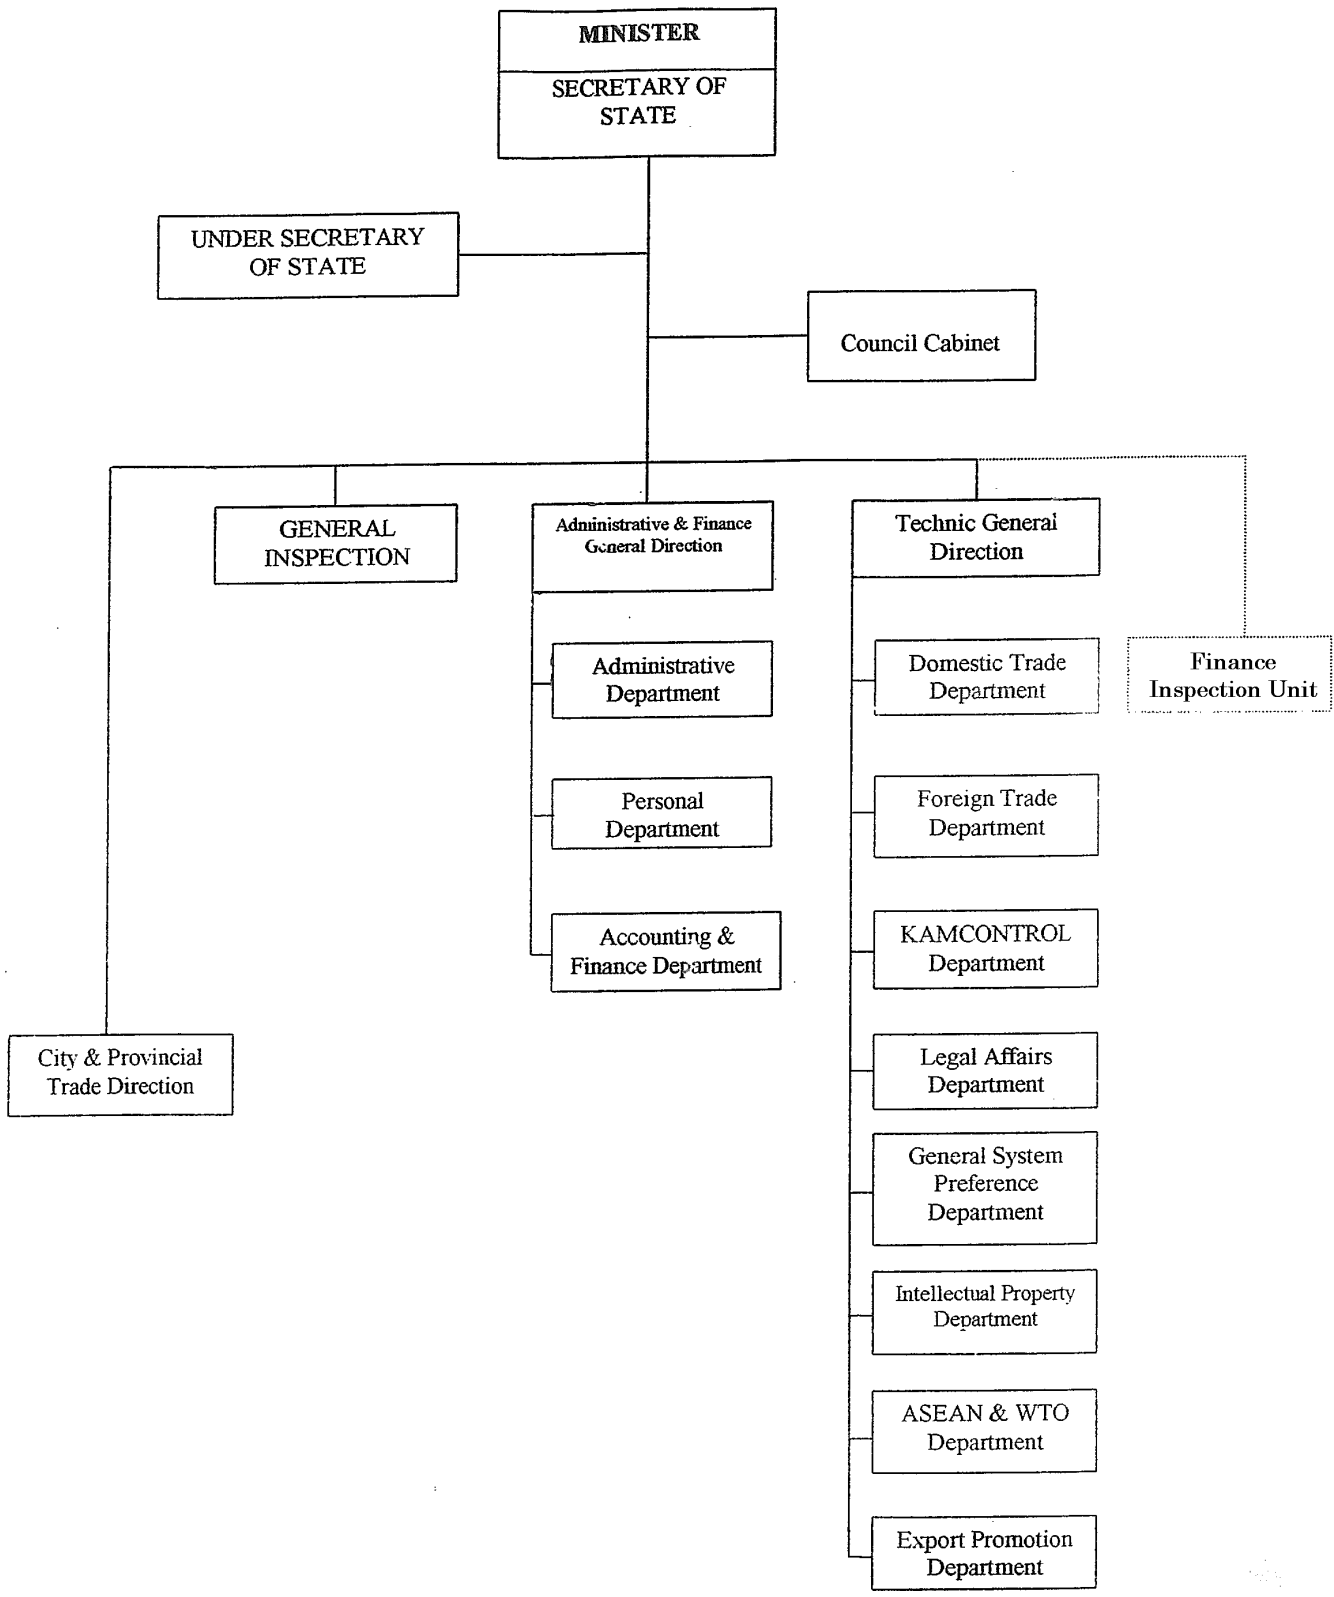 MINISTER
SECRETARY OF
STATE
UNDER SECRETARY
OF STATE
Council Cabinet
GENERAL
INSPECTION
Administrative & Finance
General Direction
Technic General
Direction
Administrative
Department
Domestic Trade
Department
Finance
Inspection Unit
Personal
Department
Foreign Trade
Department
Accounting &
Finance Department
KAMCONTROL
Department
City & Provincial
Trade Direction
Legal Affairs
Department
General System
Preference
Department
Intellectual Property
Department
ASEAN & WTO
Department
Export Promotion
Department